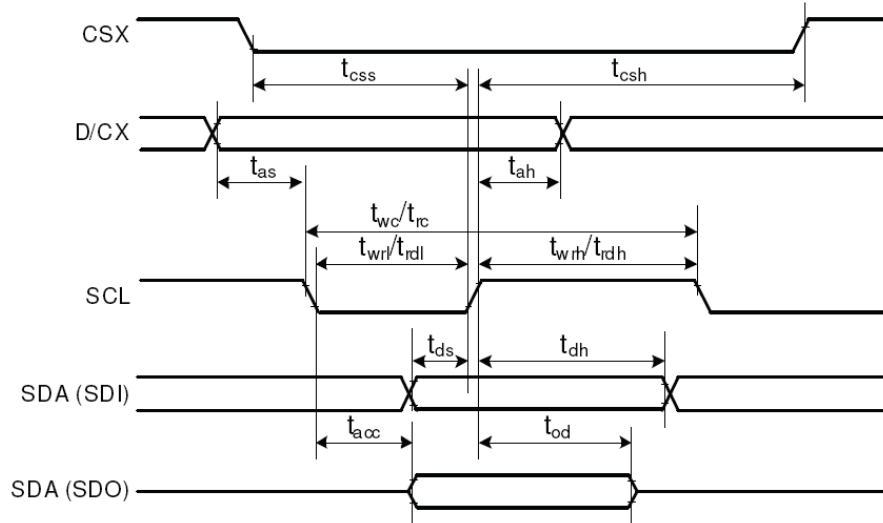 CSX
tcss
tcsh
D/CX
tas
tah
twc/trc
twrl/trdl
twrh/trdh
SCL
tds
tdh
SDA (SDI)
tacc
tod
SDA (SDO)